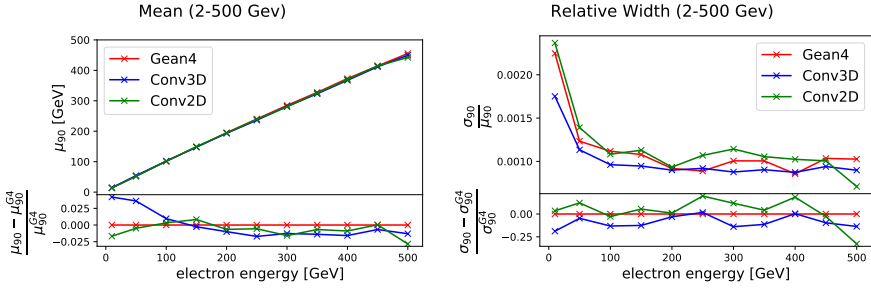 Mean (2-500 Gev)
500
400
300
200
100
0
μ90 [GeV]
Gean4
Conv3D
Conv2D
0.025
0.000
−0.025
μ90 − μ90^G4
μ90^G4
0 100 200 300 400 500
electron engergy [GeV]
Relative Width (2-500 Gev)
0.0020
0.0015
0.0010
σ90
μ90
Gean4
Conv3D
Conv2D
0.00
−0.25
σ90 − σ90^G4
σ90^G4
0 100 200 300 400 500
electron engergy [GeV]